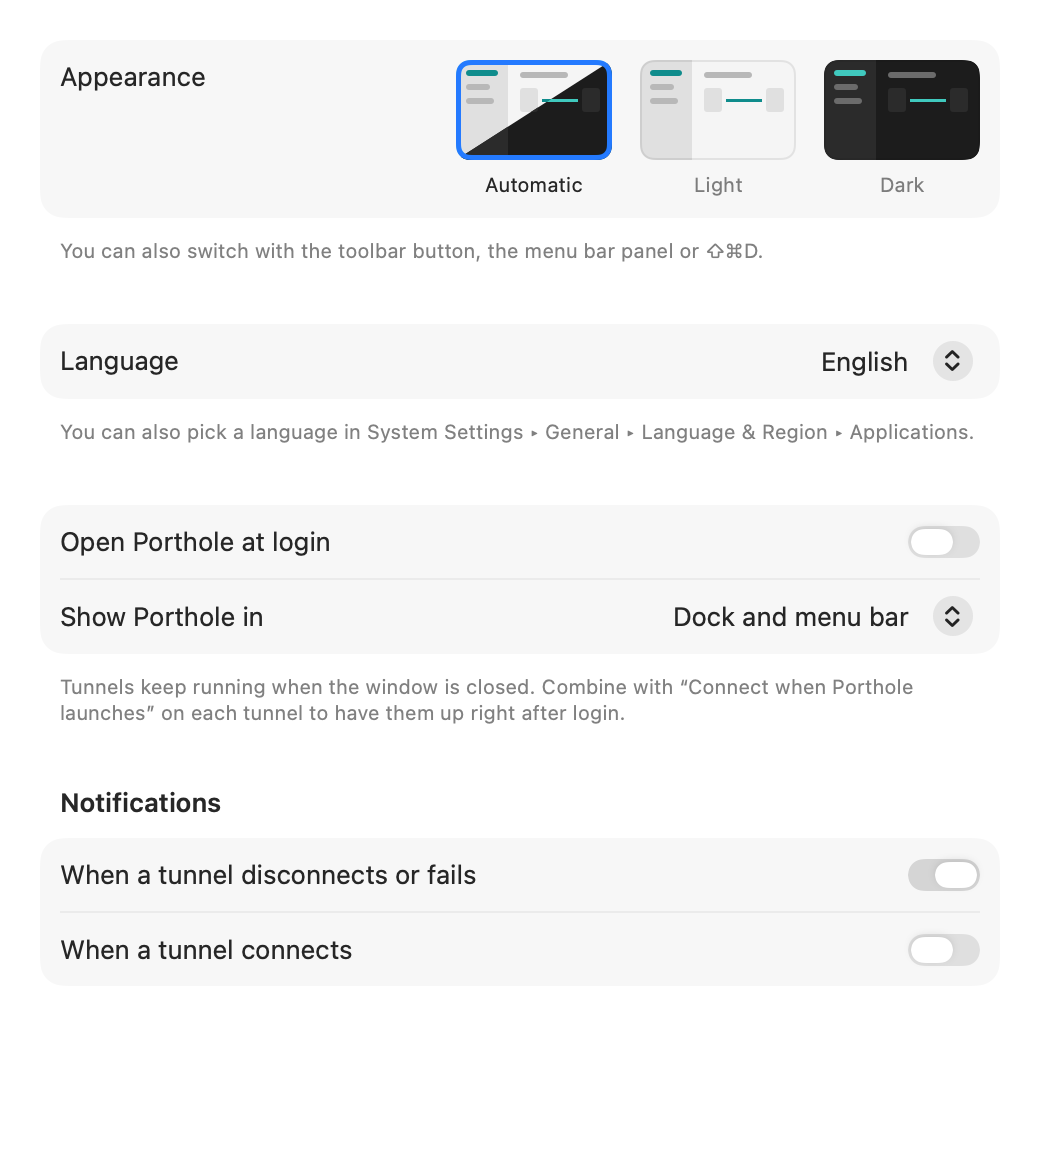 Appearance
Automatic
Light
Dark
You can also switch with the toolbar button, the menu bar panel or ⇧⌘D.
Language
English
You can also pick a language in System Settings ▸ General ▸ Language & Region ▸ Applications.
Open Porthole at login
Show Porthole in
Dock and menu bar
Tunnels keep running when the window is closed. Combine with “Connect when Porthole
launches” on each tunnel to have them up right after login.
Notifications
When a tunnel disconnects or fails
When a tunnel connects